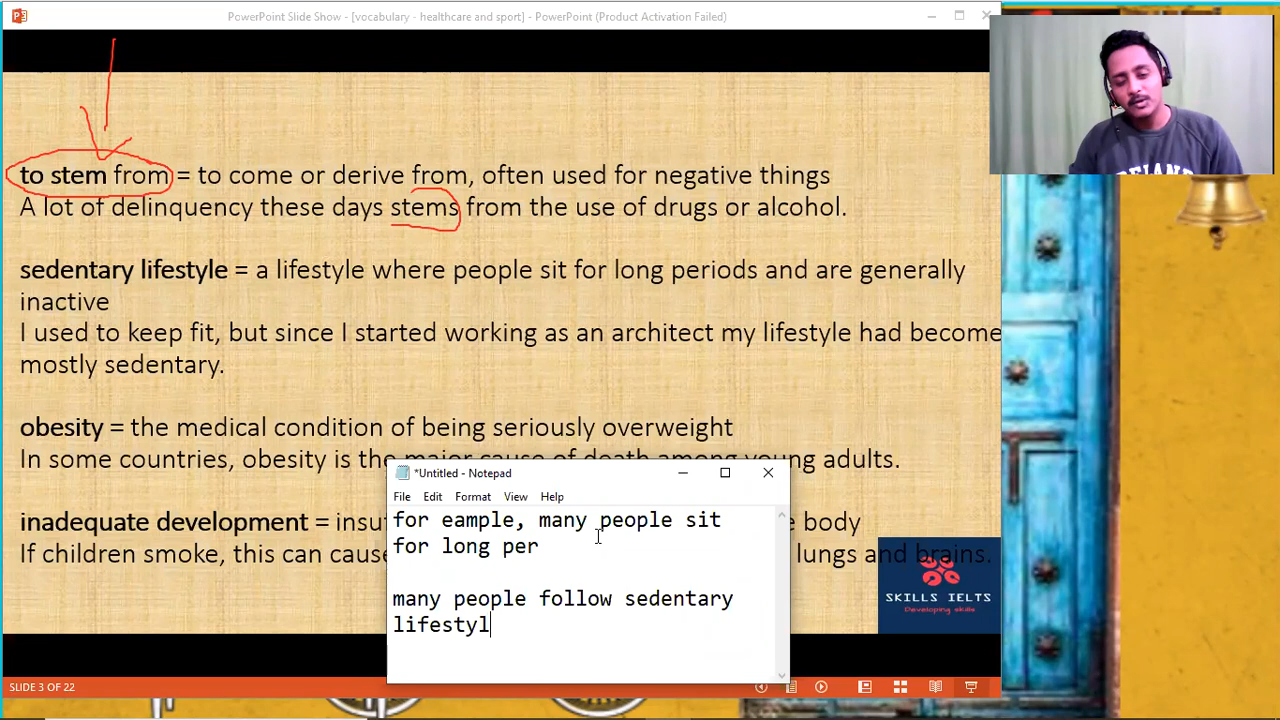 PowerPoint Slide Show - [vocabulary - healthcare and sport] - PowerPoint (Product Activation Failed)
to stem from = to come or derive from, often used for negative things
A lot of delinquency these days stems from the use of drugs or alcohol.
sedentary lifestyle = a lifestyle where people sit for long periods and are generally
inactive
I used to keep fit, but since I started working as an architect my lifestyle had become
mostly sedentary.
obesity = the medical condition of being seriously overweight
In some countries, obesity is the major cause of death among young adults.
inadequate development = body
If children smoke, this can cause lungs and brains.
*Untitled - Notepad
File Edit Format View Help
for eample, many people sit
for long per
many people follow sedentary
lifestyl
SKILLS IELTS
Developing skills
SLIDE 3 OF 22